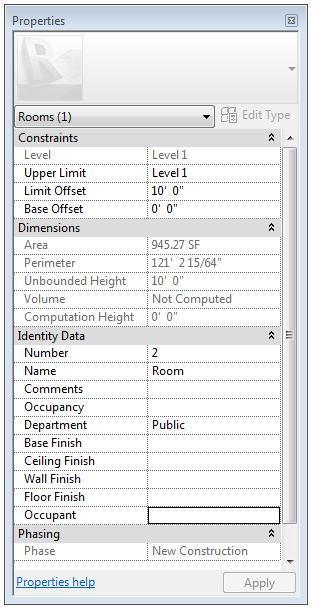 Properties
Rooms (1)
Edit Type
Constraints
Level Level 1
Upper Limit Level 1
Limit Offset 10'  0"
Base Offset 0'  0"
Dimensions
Area 945.27 SF
Perimeter 121'  2 15/64"
Unbounded Height 10'  0"
Volume Not Computed
Computation Height 0'  0"
Identity Data
Number 2
Name Room
Comments
Occupancy
Department Public
Base Finish
Ceiling Finish
Wall Finish
Floor Finish
Occupant
Phasing
Phase New Construction
Properties help
Apply